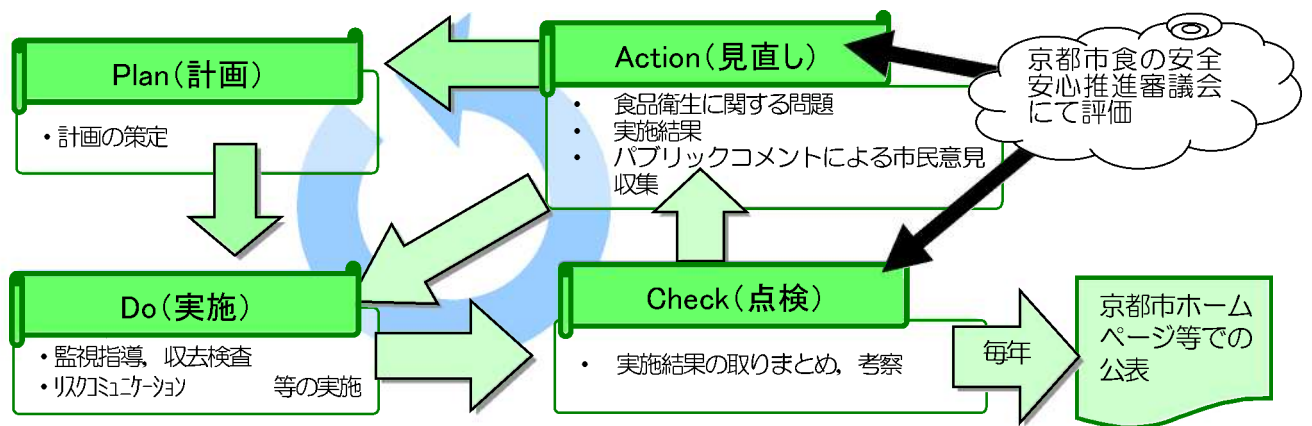 Plan（計画）
・計画の策定
Action（見直し）
・ 食品衛生に関する問題
・ 実施結果
・ パブリックコメントによる市民意見
収集
京都市食の安全
安心推進審議会
にて評価
Do（実施）
・監視指導，収去検査
・ﾘｽｸｺﾐｭﾆｹｰｼｮﾝ 等の実施
Check（点検）
・ 実施結果の取りまとめ，考察
毎年
京都市ホーム
ページ等での
公表